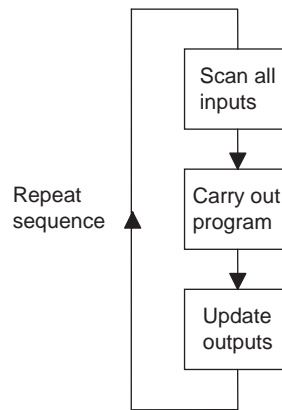 Scan all
inputs
Repeat
sequence
Carry out
program
Update
outputs